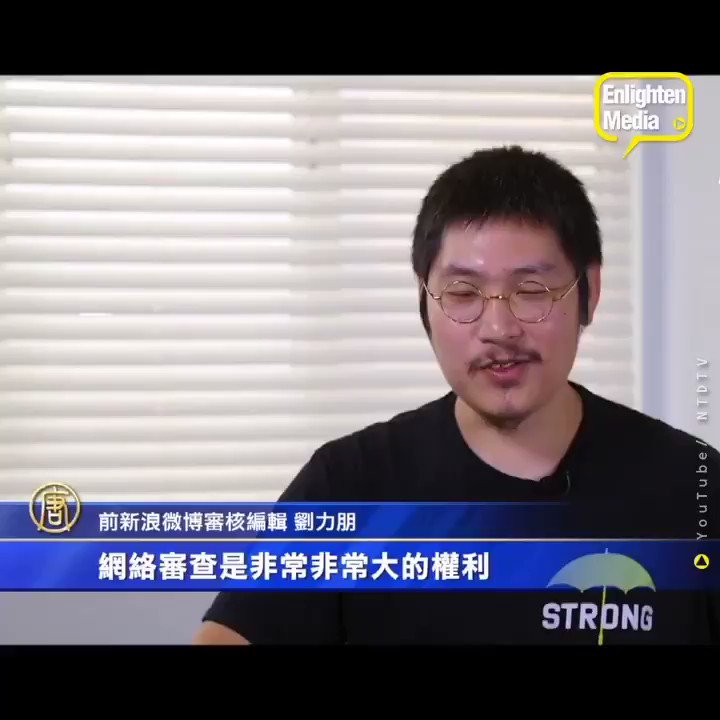 Enlighten
Media
YouTube/ NTDTV
唐
前新浪微博審核編輯 劉力朋
網絡審查是非常非常大的權利
STRONG